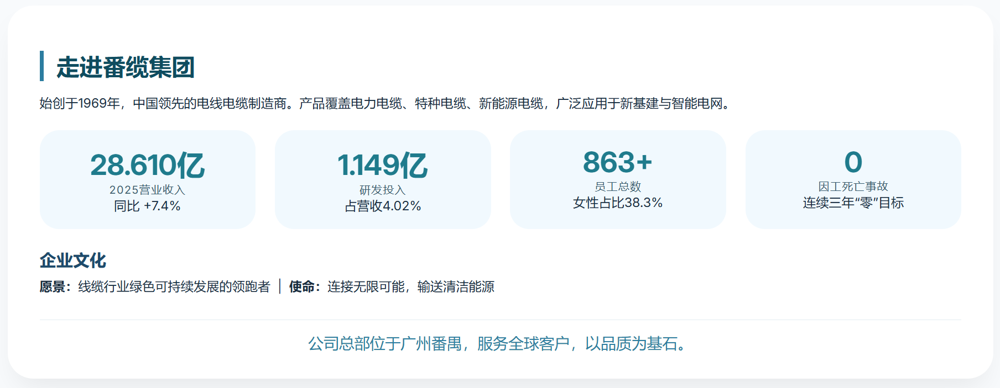 走进番缆集团
始创于1969年，中国领先的电线电缆制造商。产品覆盖电力电缆、特种电缆、新能源电缆，广泛应用于新基建与智能电网。
28.610亿
2025营业收入
同比 +7.4%
1.149亿
研发投入
占营收4.02%
863+
员工总数
女性占比38.3%
0
因工死亡事故
连续三年“零”目标
企业文化
愿景：线缆行业绿色可持续发展的领跑者 | 使命：连接无限可能，输送清洁能源
公司总部位于广州番禺，服务全球客户，以品质为基石。